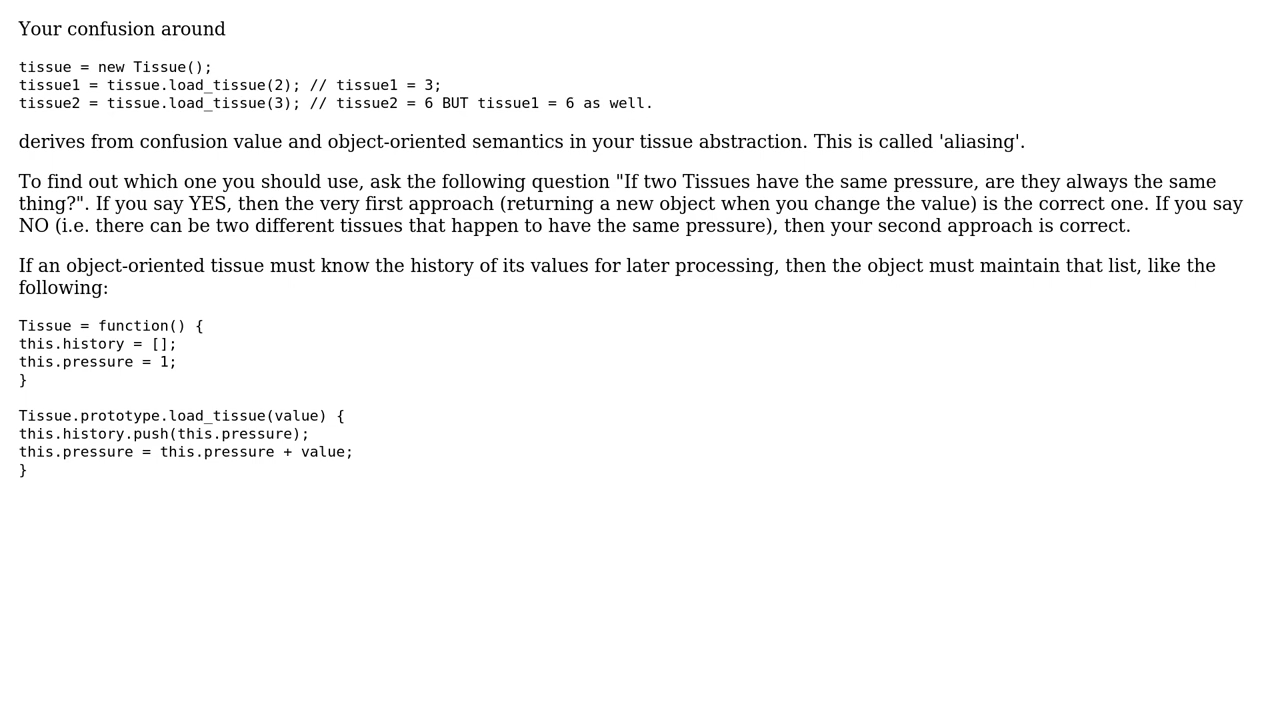 Your confusion around
tissue = new Tissue();
tissue1 = tissue.load_tissue(2); // tissue1 = 3;
tissue2 = tissue.load_tissue(3); // tissue2 = 6 BUT tissue1 = 6 as well.
derives from confusion value and object-oriented semantics in your tissue abstraction. This is called 'aliasing'.
To find out which one you should use, ask the following question "If two Tissues have the same pressure, are they always the same
thing?". If you say YES, then the very first approach (returning a new object when you change the value) is the correct one. If you say
NO (i.e. there can be two different tissues that happen to have the same pressure), then your second approach is correct.
If an object-oriented tissue must know the history of its values for later processing, then the object must maintain that list, like the
following:
Tissue = function() {
this.history = [];
this.pressure = 1;
}
Tissue.prototype.load_tissue(value) {
this.history.push(this.pressure);
this.pressure = this.pressure + value;
}